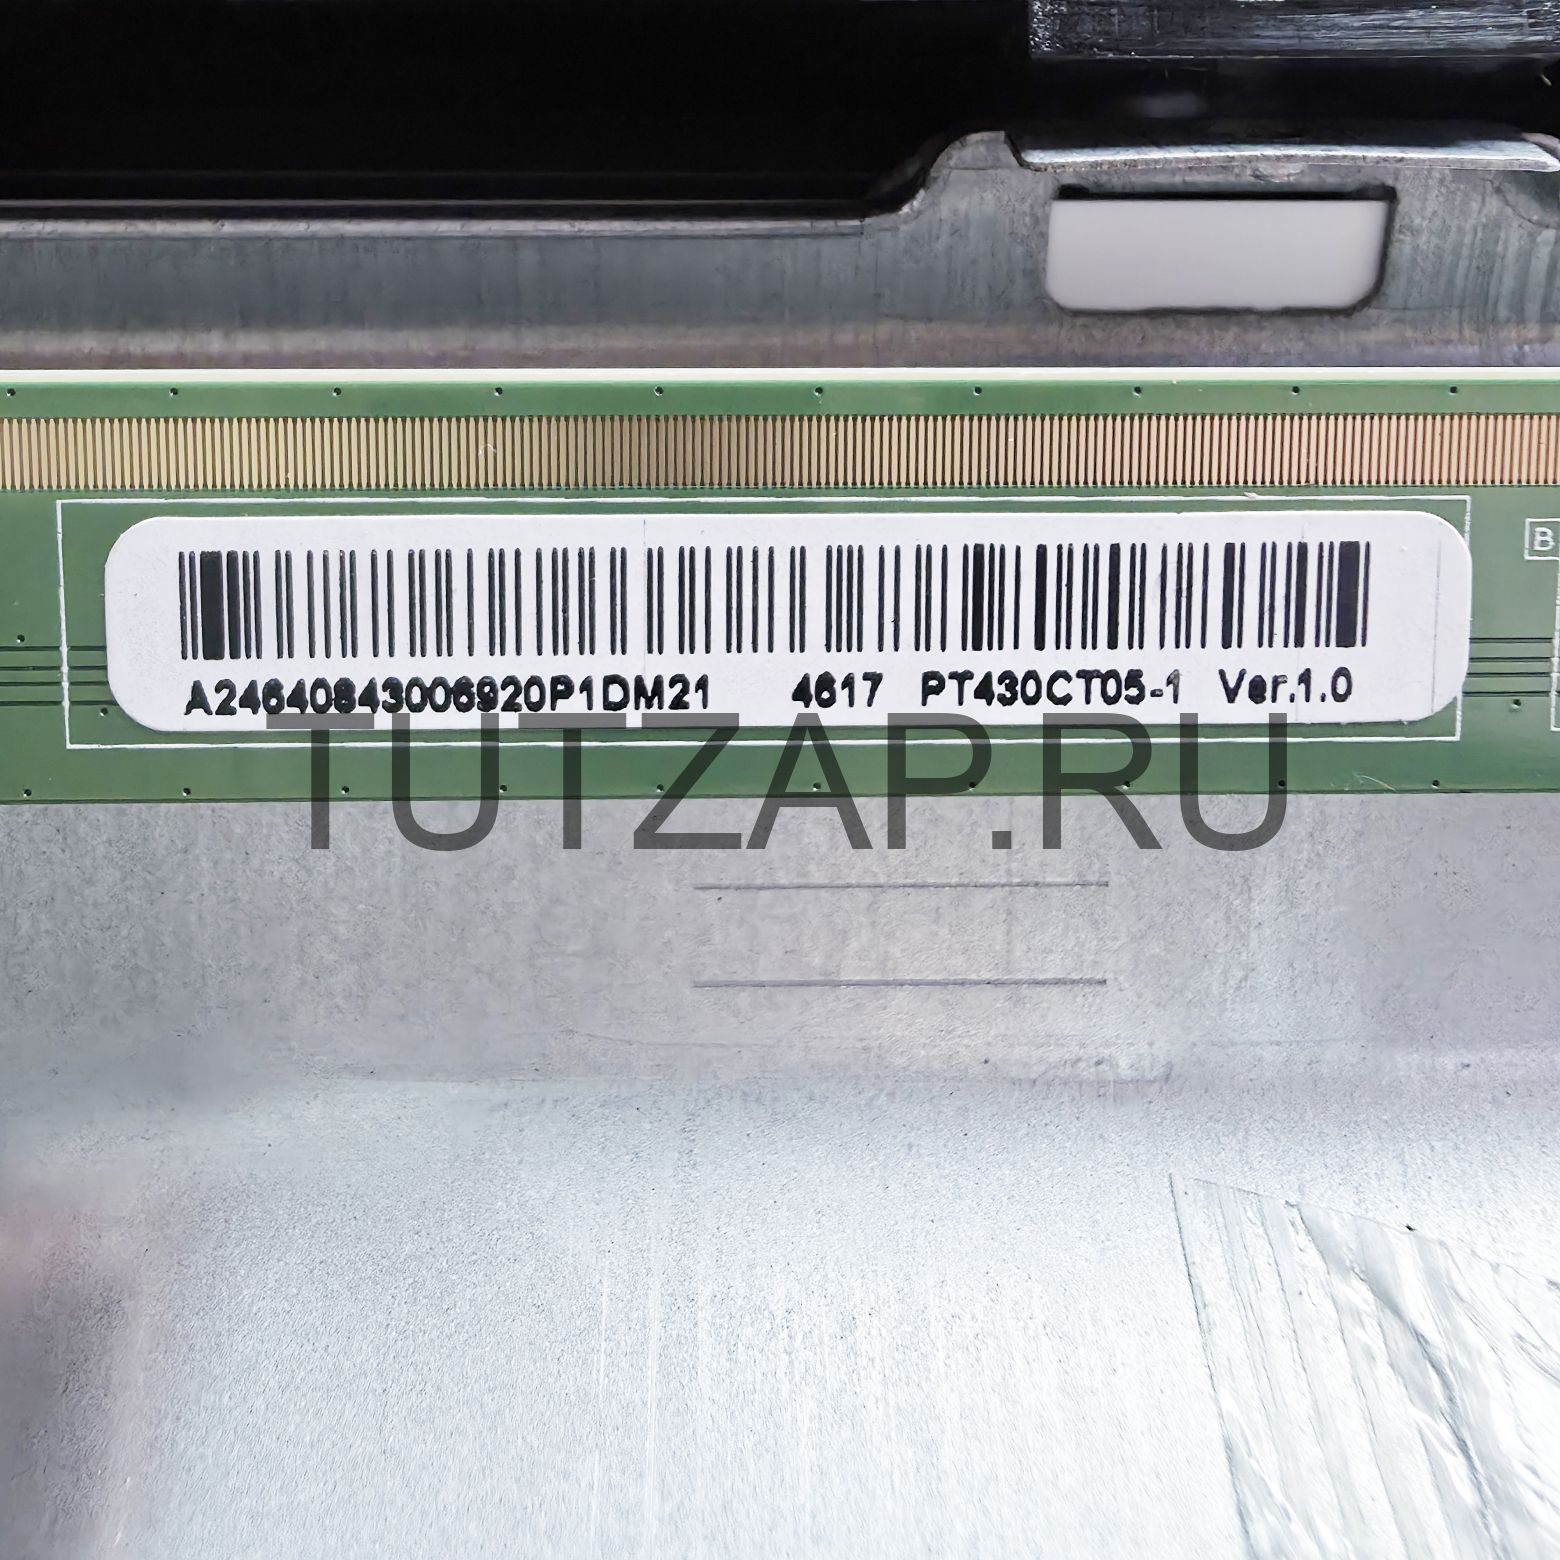 B
A24640843006920P1DM21 4617 PT430CT05-1 Ver.1.0
TUTZAP.RU